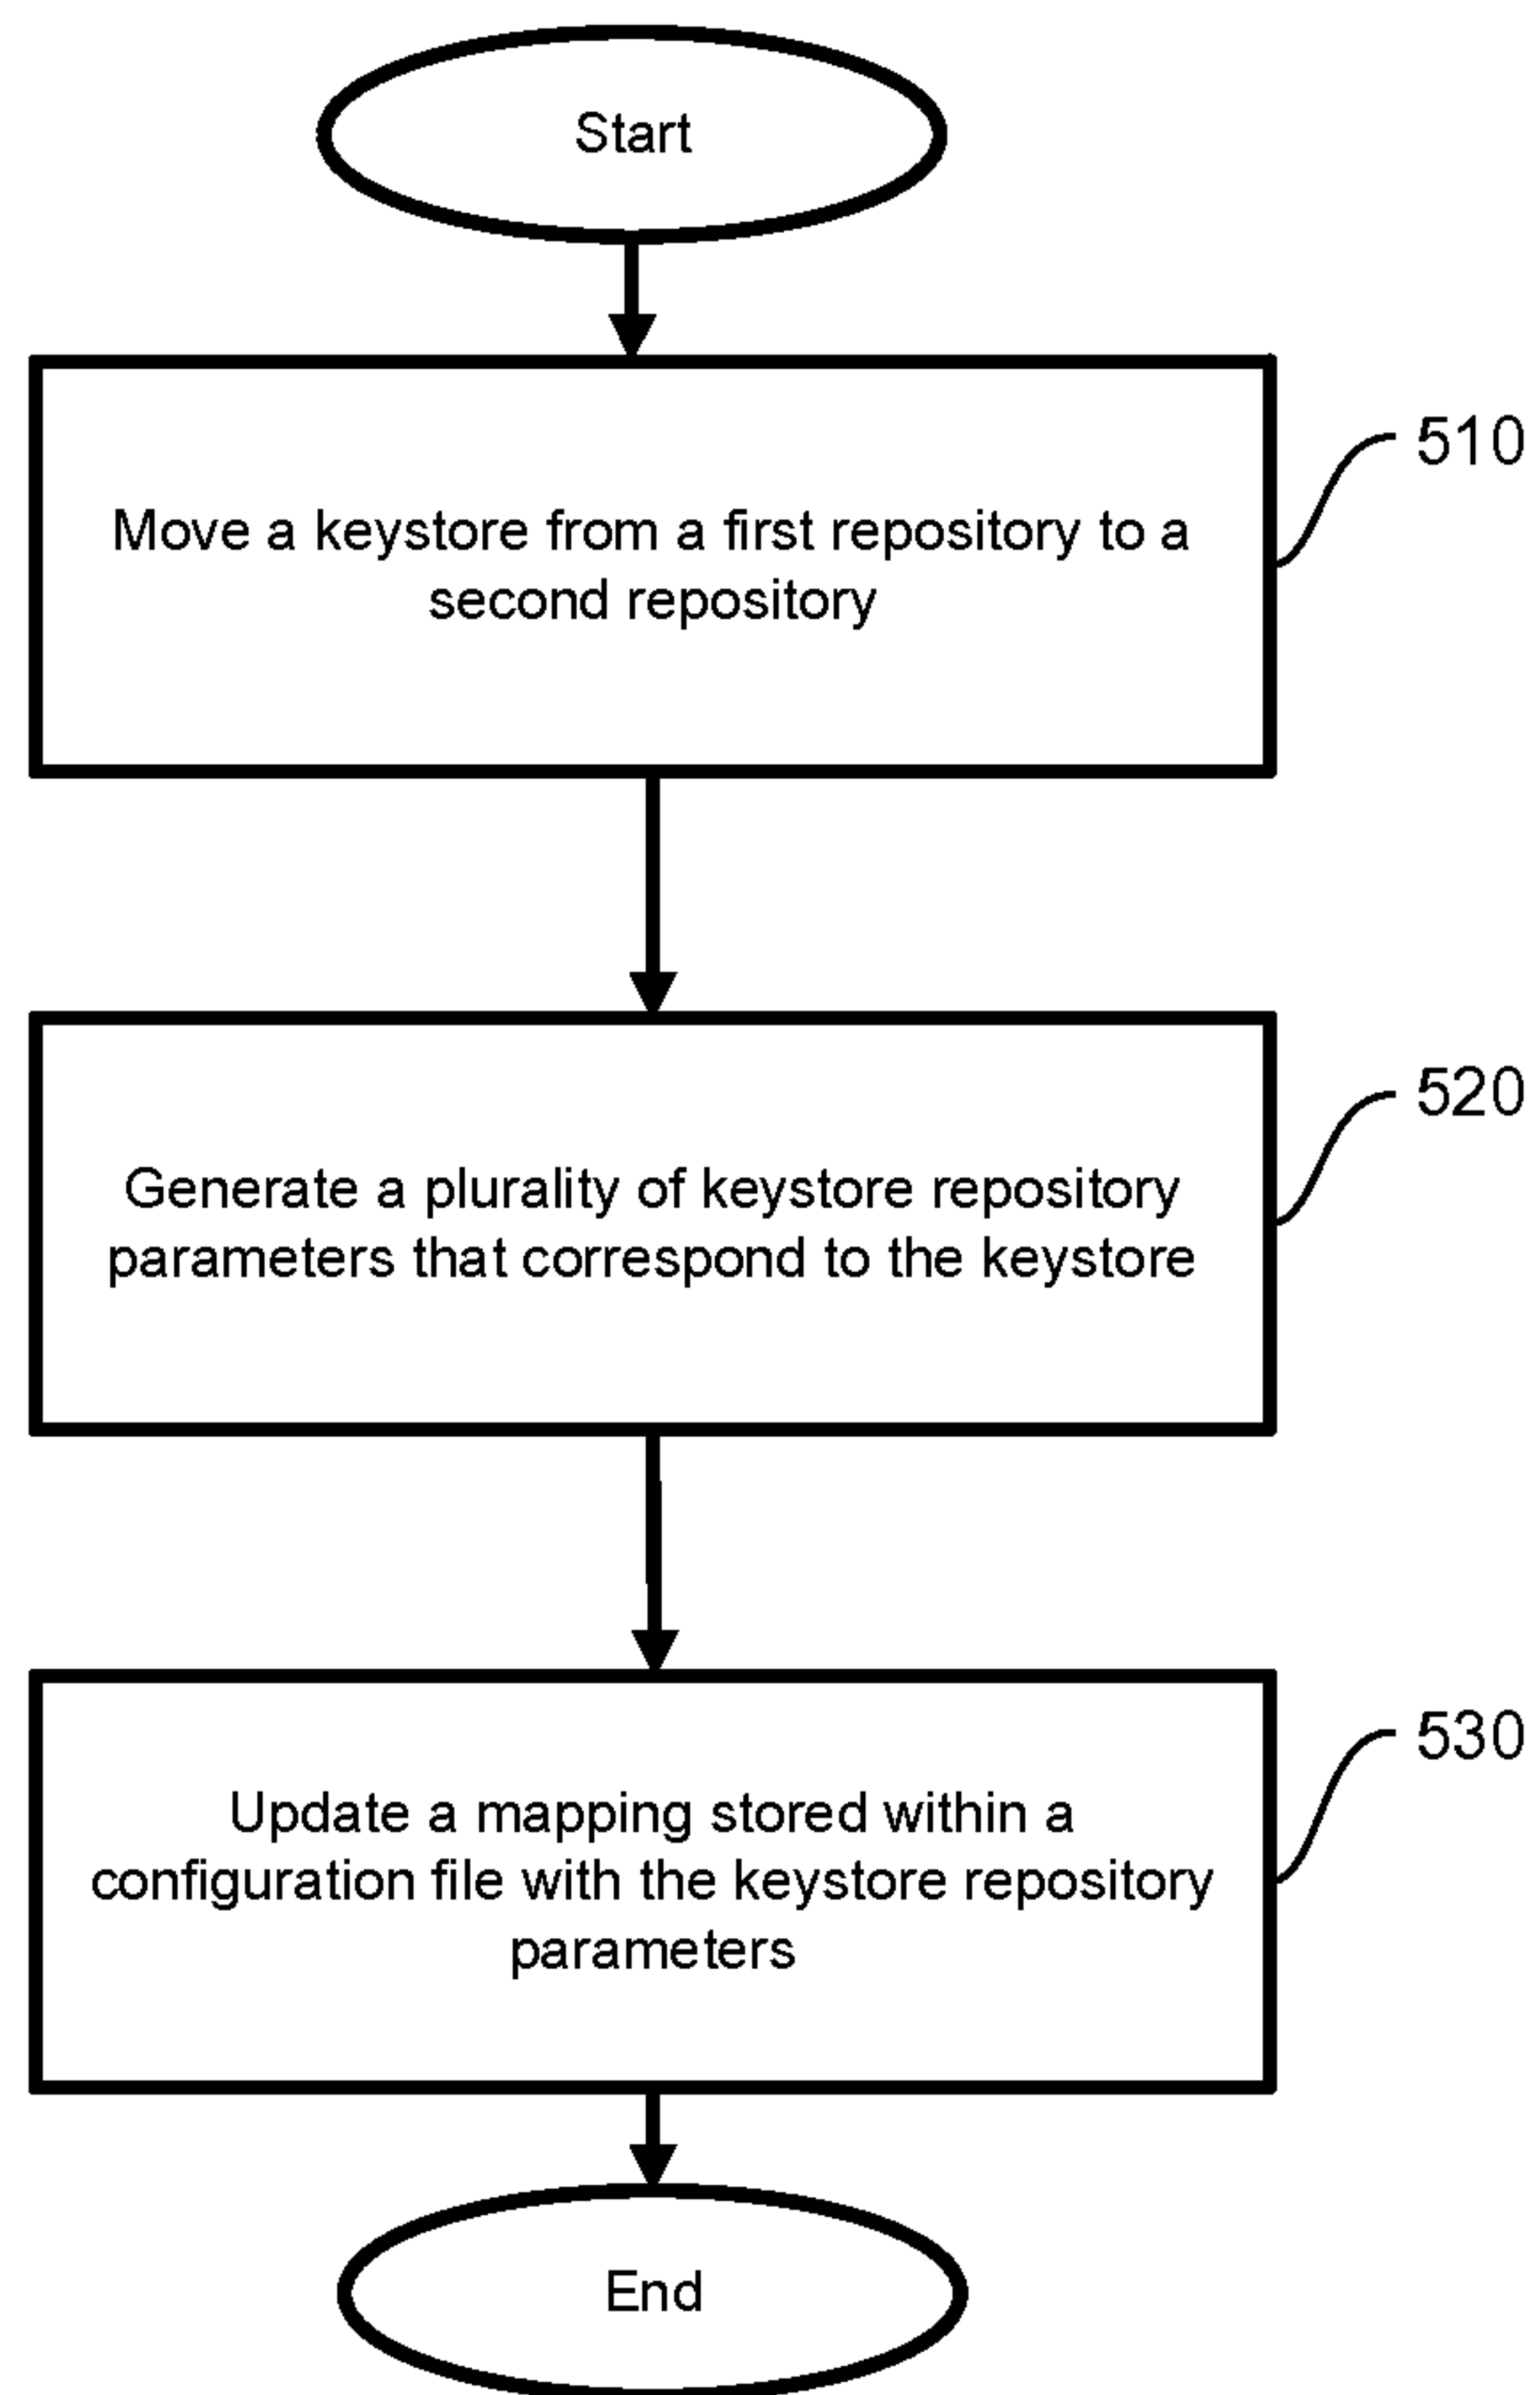 Start
510
Move a keystore from a first repository to a
second repository
520
Generate a plurality of keystore repository
parameters that correspond to the keystore
530
Update a mapping stored within a
configuration file with the keystore repository
parameters
End